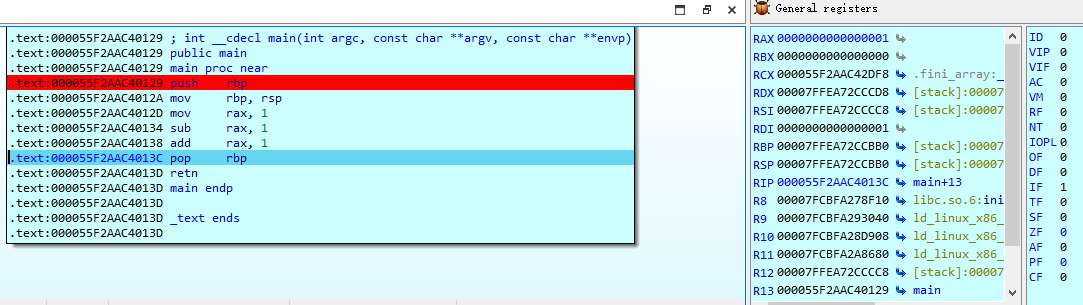 General registers
.text:000055F2AAC40129 ; int __cdecl main(int argc, const char **argv, const char **envp)
.text:000055F2AAC40129 public main
.text:000055F2AAC40129 main proc near
.text:000055F2AAC40129 push    rbp
.text:000055F2AAC4012A mov     rbp, rsp
.text:000055F2AAC4012D mov     rax, 1
.text:000055F2AAC40134 sub     rax, 1
.text:000055F2AAC40138 add     rax, 1
.text:000055F2AAC4013C pop     rbp
.text:000055F2AAC4013D retn
.text:000055F2AAC4013D main endp
.text:000055F2AAC4013D
.text:000055F2AAC4013D _text ends
.text:000055F2AAC4013D
RAX 0000000000000001
RBX 0000000000000000
RCX 000055F2AAC42DF8 .fini_array:_
RDX 00007FFEA72CCCD8 [stack]:00007
RSI 00007FFEA72CCCC8 [stack]:00007
RDI 0000000000000001
RBP 00007FFEA72CCBB0 [stack]:00007
RSP 00007FFEA72CCBB0 [stack]:00007
RIP 000055F2AAC4013C main+13
R8  00007FCBFA278F10 libc.so.6:ini
R9  00007FCBFA293040 ld_linux_x86_
R10 00007FCBFA28D908 ld_linux_x86_
R11 00007FCBFA2A8680 ld_linux_x86_
R12 00007FFEA72CCCC8 [stack]:00007
R13 000055F2AAC40129 main
ID 0
VIP 0
VIF 0
AC 0
VM 0
RF 0
NT 0
IOPL 0
OF 0
DF 0
IF 1
TF 0
SF 0
ZF 0
AF 0
PF 0
CF 0